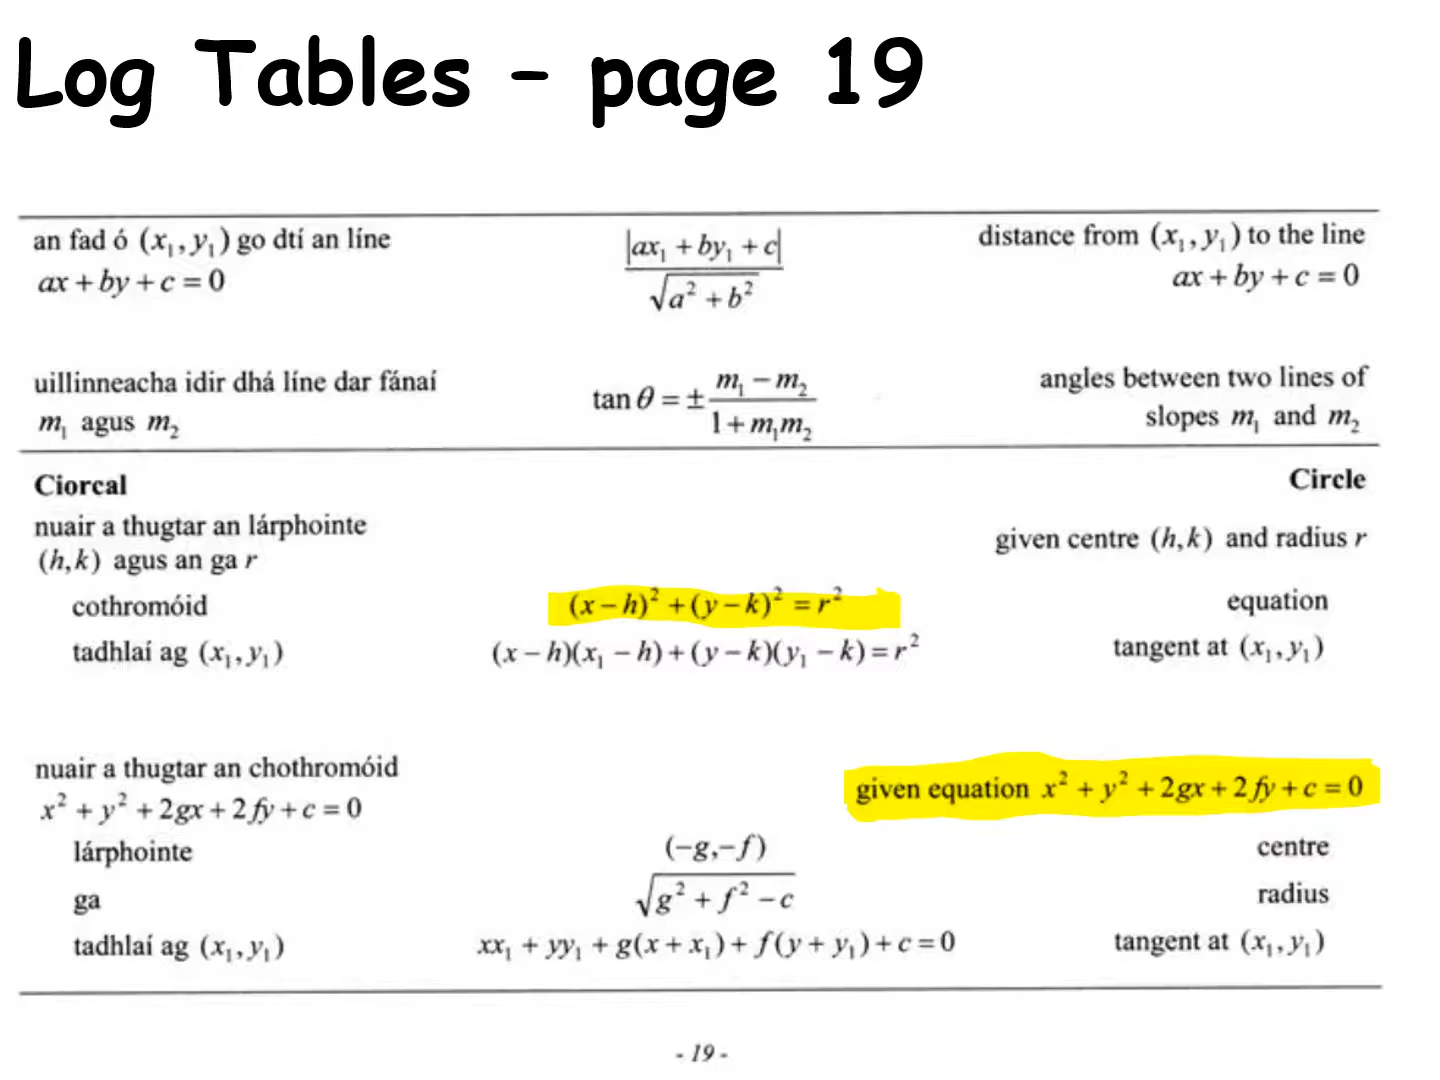 Log Tables - page 19
an fad ó (x₁, y₁) go dtí an líne
ax + by + c = 0
|ax₁ + by₁ + c|
√a² + b²
distance from (x₁, y₁) to the line
ax + by + c = 0
uillinneacha idir dhá líne dar fánaí
m₁ agus m₂
tan θ = ± m₁ − m₂
1 + m₁m₂
angles between two lines of
slopes m₁ and m₂
Ciorcal
Circle
nuair a thugtar an lárphointe
(h, k) agus an ga r
given centre (h, k) and radius r
cothromóid
(x − h)² + (y − k)² = r²
equation
tadhlaí ag (x₁, y₁)
(x − h)(x₁ − h) + (y − k)(y₁ − k) = r²
tangent at (x₁, y₁)
nuair a thugtar an chothromóid
x² + y² + 2gx + 2fy + c = 0
given equation x² + y² + 2gx + 2fy + c = 0
lárphointe
(−g,−f)
centre
ga
√g² + f² − c
radius
tadhlaí ag (x₁, y₁)
xx₁ + yy₁ + g(x + x₁) + f(y + y₁) + c = 0
tangent at (x₁, y₁)
- 19 -